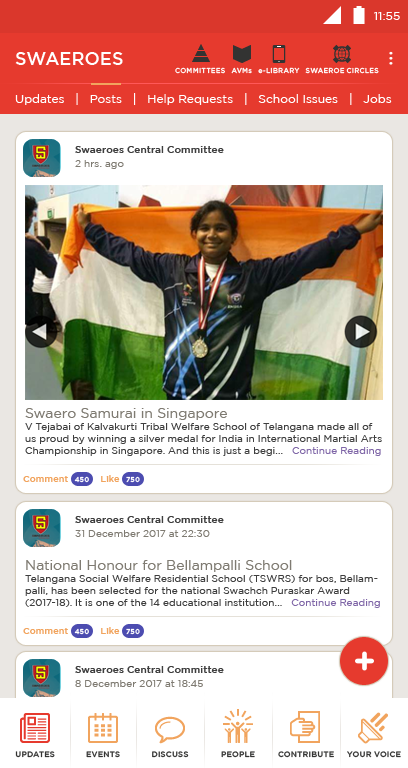 11:55
SWAEROES
COMMITTEES AVMs e-LIBRARY SWAEROE CIRCLES
Updates | Posts | Help Requests | School Issues | Jobs
Swaeroes Central Committee
2 hrs. ago
Swaero Samurai in Singapore
V Tejabai of Kalvakurti Tribal Welfare School of Telangana made all of
us proud by winning a silver medal for India in International Martial Arts
Championship in Singapore. And this is just a begi... Continue Reading
Comment 450 Like 750
Swaeroes Central Committee
31 December 2017 at 22:30
National Honour for Bellampalli School
Telangana Social Welfare Residential School (TSWRS) for bos, Bellam-
palli, has been selected for the national Swachch Puraskar Award
(2017-18). It is one of the 14 educational institution... Continue Reading
Comment 450 Like 750
Swaeroes Central Committee
8 December 2017 at 18:45
UPDATES EVENTS DISCUSS PEOPLE CONTRIBUTE YOUR VOICE